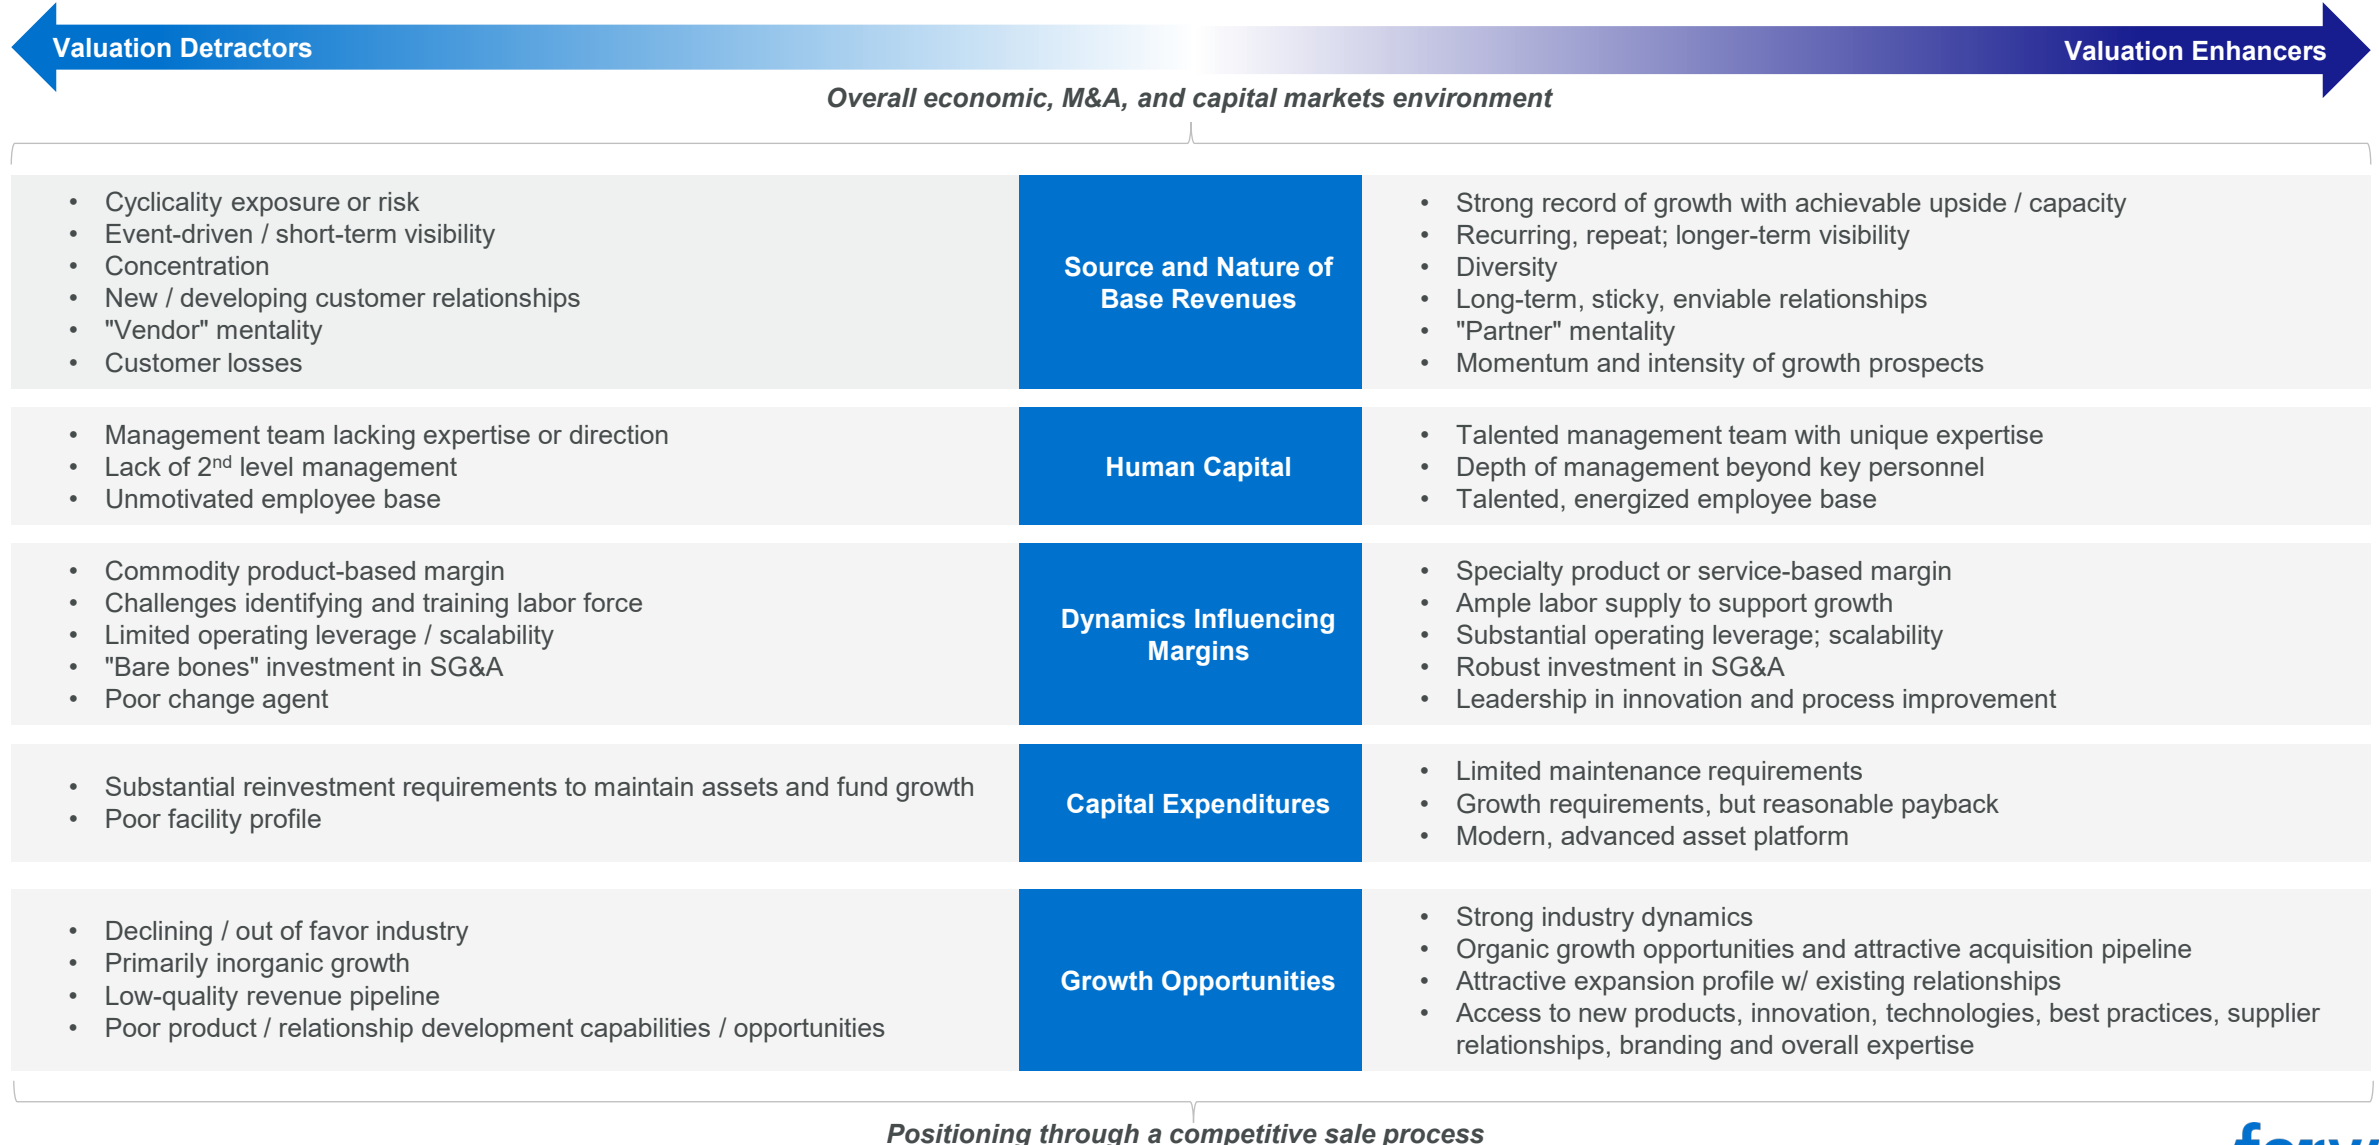 Valuation Detractors
Valuation Enhancers
Overall economic, M&A, and capital markets environment
• Cyclicality exposure or risk
• Event-driven / short-term visibility
• Concentration
• New / developing customer relationships
• "Vendor" mentality
• Customer losses
Source and Nature of
Base Revenues
• Strong record of growth with achievable upside / capacity
• Recurring, repeat; longer-term visibility
• Diversity
• Long-term, sticky, enviable relationships
• "Partner" mentality
• Momentum and intensity of growth prospects
• Management team lacking expertise or direction
• Lack of 2nd level management
• Unmotivated employee base
Human Capital
• Talented management team with unique expertise
• Depth of management beyond key personnel
• Talented, energized employee base
• Commodity product-based margin
• Challenges identifying and training labor force
• Limited operating leverage / scalability
• "Bare bones" investment in SG&A
• Poor change agent
Dynamics Influencing
Margins
• Specialty product or service-based margin
• Ample labor supply to support growth
• Substantial operating leverage; scalability
• Robust investment in SG&A
• Leadership in innovation and process improvement
• Substantial reinvestment requirements to maintain assets and fund growth
• Poor facility profile
Capital Expenditures
• Limited maintenance requirements
• Growth requirements, but reasonable payback
• Modern, advanced asset platform
• Declining / out of favor industry
• Primarily inorganic growth
• Low-quality revenue pipeline
• Poor product / relationship development capabilities / opportunities
Growth Opportunities
• Strong industry dynamics
• Organic growth opportunities and attractive acquisition pipeline
• Attractive expansion profile w/ existing relationships
• Access to new products, innovation, technologies, best practices, supplier
relationships, branding and overall expertise
Positioning through a competitive sale process